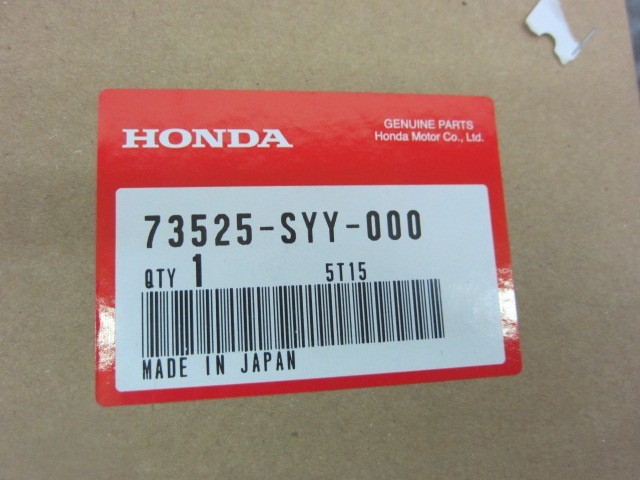 HONDA
GENUINE PARTS
Honda Motor Co., Ltd.
73525-SYY-000
QTY 1 5T15
MADE IN JAPAN